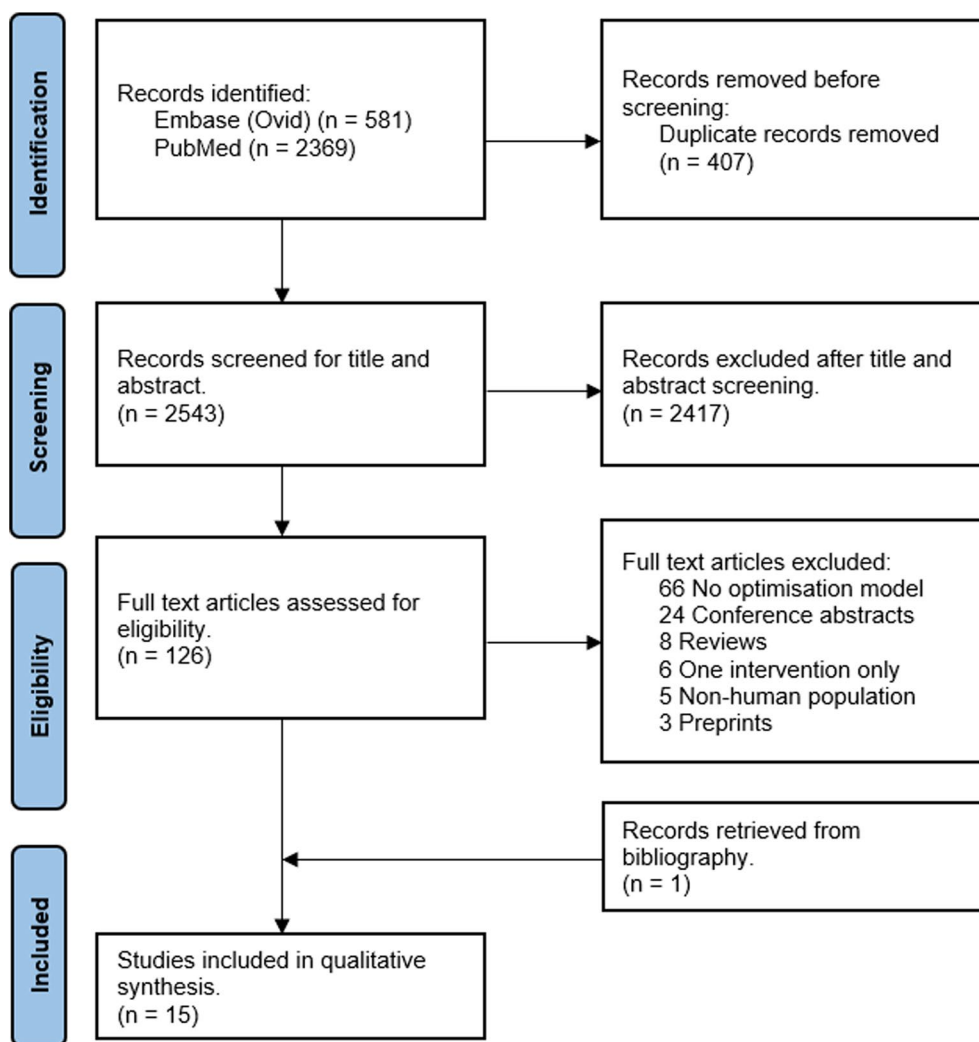 Identification
Records identified:
Embase (Ovid) (n = 581)
PubMed (n = 2369)
Records removed before
screening:
Duplicate records removed
(n = 407)
Screening
Records screened for title and
abstract.
(n = 2543)
Records excluded after title and
abstract screening.
(n = 2417)
Eligibility
Full text articles assessed for
eligibility.
(n = 126)
Full text articles excluded:
66 No optimisation model
24 Conference abstracts
8 Reviews
6 One intervention only
5 Non-human population
3 Preprints
Records retrieved from
bibliography.
(n = 1)
Included
Studies included in qualitative
synthesis.
(n = 15)